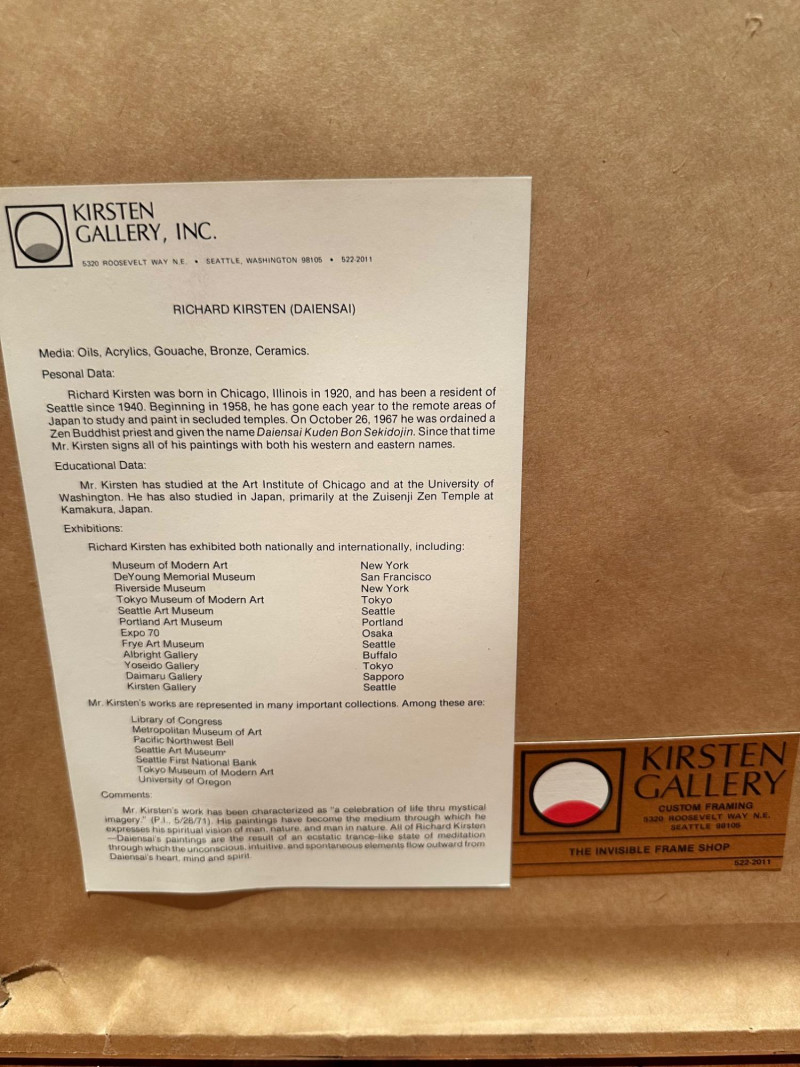 KIRSTEN
GALLERY, INC.
5320 ROOSEVELT WAY N.E. • SEATTLE, WASHINGTON 98105 • 522-2011
RICHARD KIRSTEN (DAIENSAI)
Media: Oils, Acrylics, Gouache, Bronze, Ceramics.
Pesonal Data:
Richard Kirsten was born in Chicago, Illinois in 1920, and has been a resident of
Seattle since 1940. Beginning in 1958, he has gone each year to the remote areas of
Japan to study and paint in secluded temples. On October 26, 1967 he was ordained a
Zen Buddhist priest and given the name Daiensai Kuden Bon Sekidojin. Since that time
Mr. Kirsten signs all of his paintings with both his western and eastern names.
Educational Data:
Mr. Kirsten has studied at the Art Institute of Chicago and at the University of
Washington. He has also studied in Japan, primarily at the Zuisenji Zen Temple at
Kamakura, Japan.
Exhibitions:
Richard Kirsten has exhibited both nationally and internationally, including:
Museum of Modern Art New York
DeYoung Memorial Museum San Francisco
Riverside Museum New York
Tokyo Museum of Modern Art Tokyo
Seattle Art Museum Seattle
Portland Art Museum Portland
Expo 70 Osaka
Frye Art Museum Seattle
Albright Gallery Buffalo
Yoseido Gallery Tokyo
Daimaru Gallery Sapporo
Kirsten Gallery Seattle
Mr. Kirsten's works are represented in many important collections. Among these are:
Library of Congress
Metropolitan Museum of Art
Pacific Northwest Bell
Seattle Art Museum
Seattle First National Bank
Tokyo Museum of Modern Art
University of Oregon
Comments:
Mr. Kirsten's work has been characterized as "a celebration of life thru mystical
imagery." (P.I., 5/28/71). His paintings have become the medium through which he
expresses his spiritual vision of man, nature, and man in nature. All of Richard Kirsten
—Daiensai's paintings are the result of an ecstatic trance-like state of meditation
through which the unconscious, intuitive, and spontaneous elements flow outward from
Daiensai's heart, mind and spirit.
KIRSTEN
GALLERY
CUSTOM FRAMING
5320 ROOSEVELT WAY N.E.
SEATTLE 98105
THE INVISIBLE FRAME SHOP
522-2011